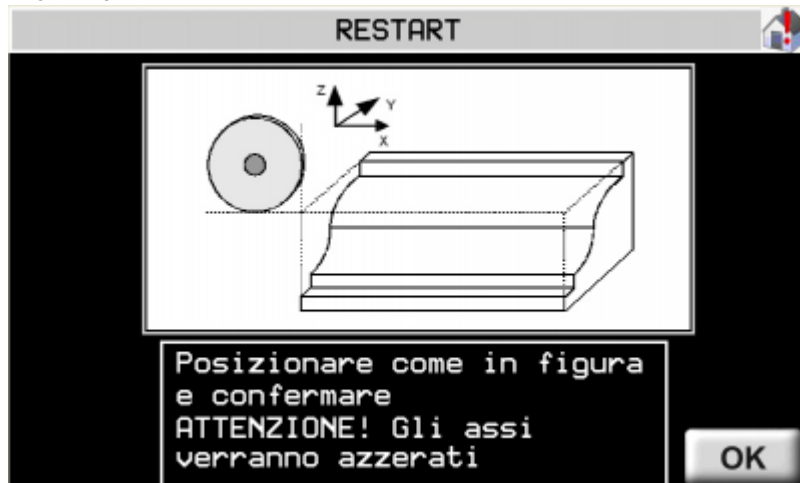 RESTART
Z
Y
X
Posizionare come in figura
e confermare
ATTENZIONE! Gli assi
verranno azzerati
OK